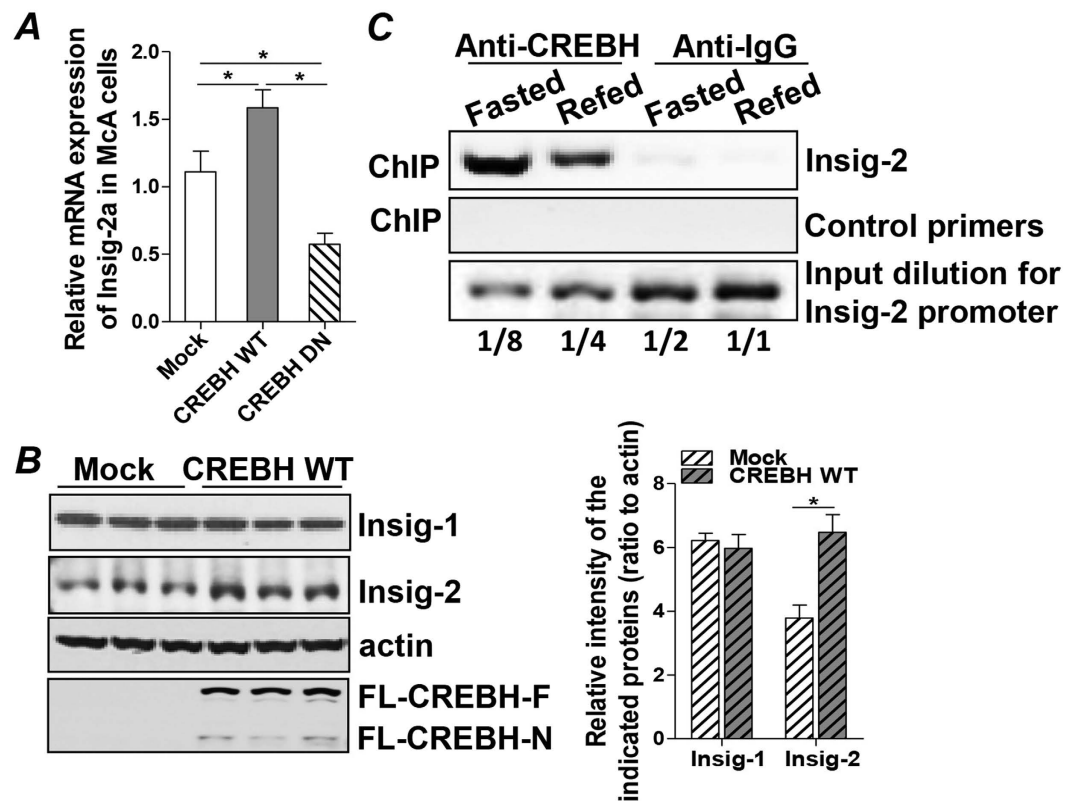 A
Relative mRNA expression
of Insig-2a in McA cells
2.0
1.5
1.0
0.5
0.0
*
*
*
Mock
CREBH WT
CREBH DN
C
Anti-CREBH
Anti-IgG
Fasted
Refed
Fasted
Refed
ChIP
Insig-2
ChIP
Control primers
Input dilution for
Insig-2 promoter
1/8
1/4
1/2
1/1
B
Mock
CREBH WT
Insig-1
Insig-2
actin
FL-CREBH-F
FL-CREBH-N
Relative intensity of the
indicated proteins (ratio to actin)
Mock
CREBH WT
8
6
4
2
0
*
Insig-1
Insig-2